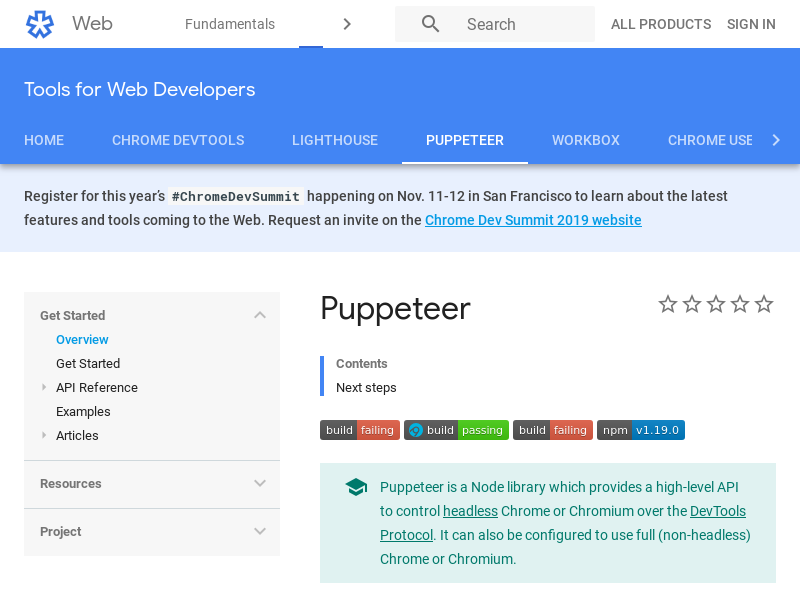 Web
Fundamentals
Search
ALL PRODUCTS
SIGN IN
Tools for Web Developers
HOME
CHROME DEVTOOLS
LIGHTHOUSE
PUPPETEER
WORKBOX
CHROME USE
Register for this year's #ChromeDevSummit happening on Nov. 11-12 in San Francisco to learn about the latest
features and tools coming to the Web. Request an invite on the Chrome Dev Summit 2019 website
Get Started
Overview
Get Started
API Reference
Examples
Articles
Resources
Project
Puppeteer
Contents
Next steps
build failing
build passing
build failing
npm v1.19.0
Puppeteer is a Node library which provides a high-level API
to control headless Chrome or Chromium over the DevTools
Protocol. It can also be configured to use full (non-headless)
Chrome or Chromium.